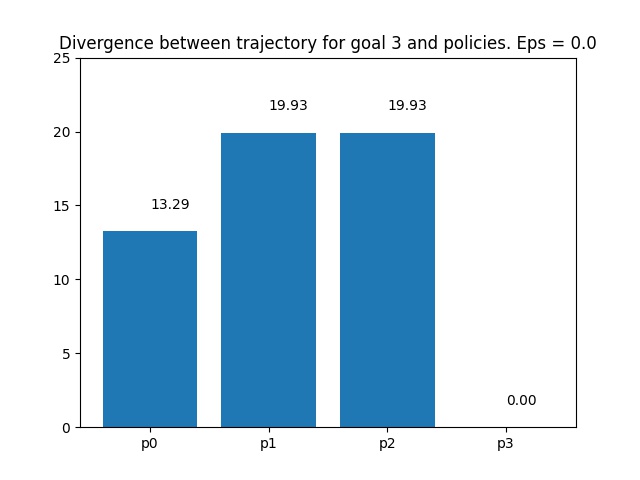 Divergence between trajectory for goal 3 and policies. Eps = 0.0
25
20
15
10
5
0
13.29
19.93
19.93
0.00
p0
p1
p2
p3